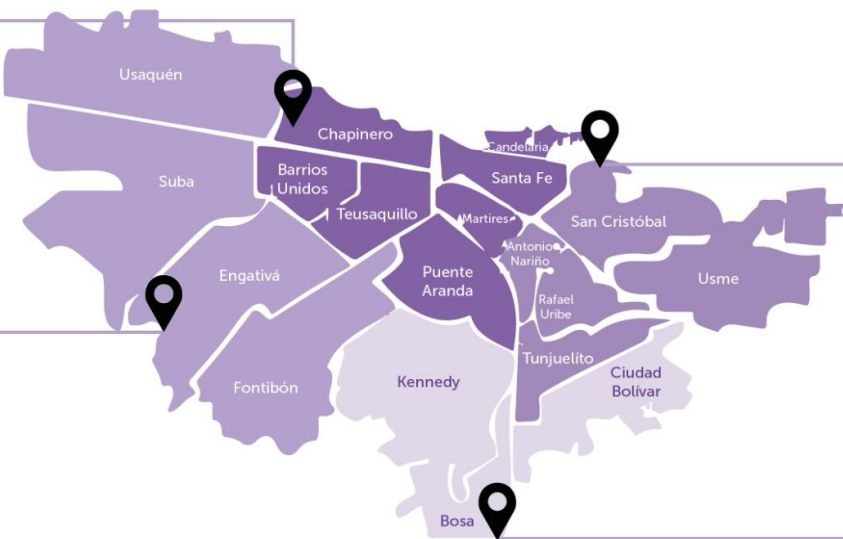 Usaquén
Chapinero
Candelaria
Suba
Barrios
Unidos
Santa Fe
Teusaquillo
Martires
San Cristóbal
Antonio
Nariño
Engativá
Puente
Aranda
Usme
Rafael
Uribe
Tunjuelíto
Fontibón
Kennedy
Ciudad
Bolívar
Bosa